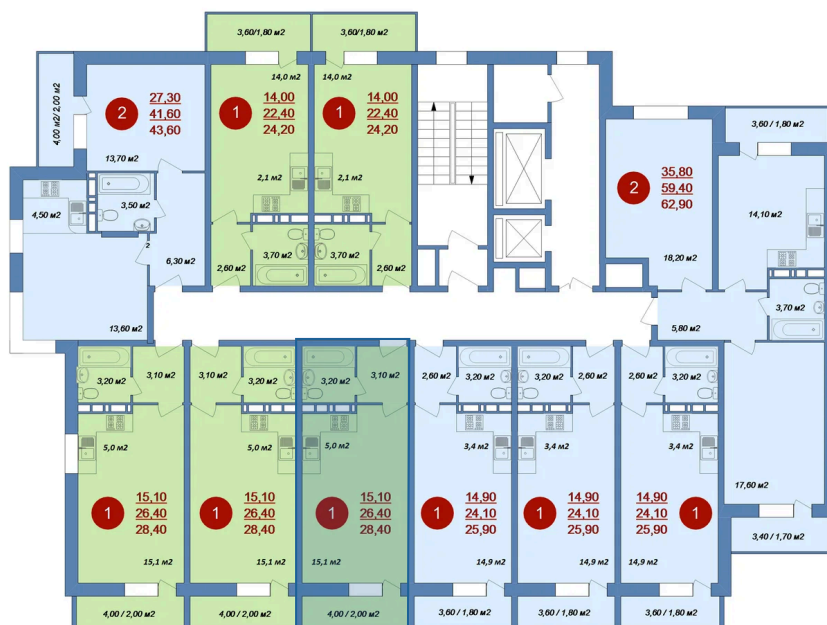 3,60/1,80 м2
3,60/1,80 м2
4,00 м2/ 2,00 м2
2
27,30
41,60
43,60
13,70 м2
14,0 м2
1
14,00
22,40
24,20
2,1 м2
14,0 м2
1
14,00
22,40
24,20
2,1 м2
3,60 / 1,80 м2
2
35,80
59,40
62,90
18,20 м2
14,10 м2
4,50 м2
3,50 м2
2
6,30 м2
13,60 м2
2,60 м2
3,70 м2
3,70 м2
2,60 м2
3,70 м2
5,80 м2
3,20 м2
3,10 м2
3,10 м2
3,20 м2
3,20 м2
3,10 м2
2,60 м2
3,20 м2
3,20 м2
2,60 м2
2,60 м2
3,20 м2
5,0 м2
5,0 м2
5,0 м2
3,4 м2
3,4 м2
3,4 м2
17,60 м2
1
15,10
26,40
28,40
1
15,10
26,40
28,40
1
15,10
26,40
28,40
1
14,90
24,10
25,90
1
14,90
24,10
25,90
14,90
24,10
25,90
1
15,1 м2
15,1 м2
15,1 м2
14,9 м2
14,9 м2
14,9 м2
3,40 / 1,70 м2
4,00 / 2,00 м2
4,00 / 2,00 м2
4,00 / 2,00 м2
3,60 / 1,80 м2
3,60 / 1,80 м2
3,60 / 1,80 м2